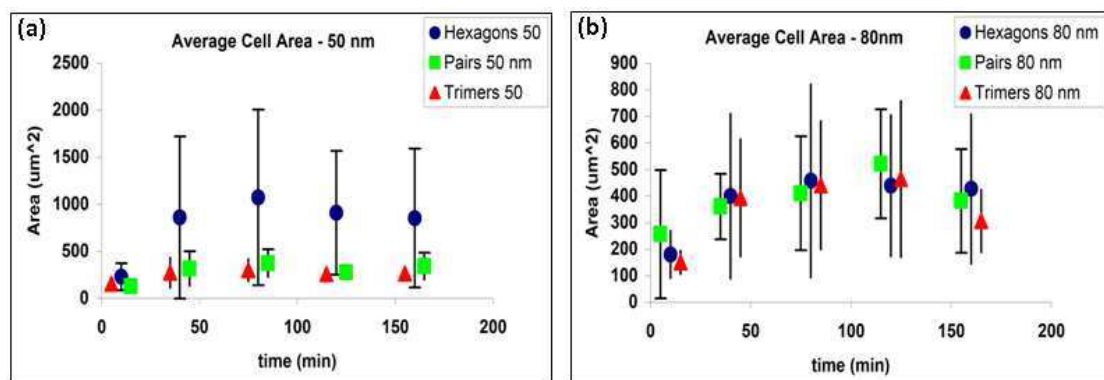 (a)
Average Cell Area - 50 nm
Hexagons 50
Pairs 50 nm
Trimers 50
Area (um^2)
2500
2000
1500
1000
500
0
0 50 100 150 200
time (min)
(b)
Average Cell Area - 80nm
Hexagons 80 nm
Pairs 80 nm
Trimers 80 nm
Area (um^2)
900
800
700
600
500
400
300
200
100
0
0 50 100 150 200
time (min)